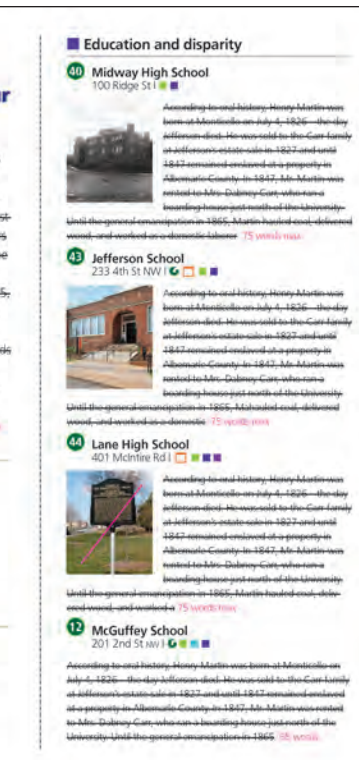 ur
st
s
e
5,
ds
Education and disparity
40 Midway High School
100 Ridge St |
According to oral history, Henry Martin was
born at Monticello on July 4, 1826—the day
Jefferson died. He was sold to the Carr family
at Jefferson's estate sale in 1827 and until
1847 remained enslaved at a property in
Albemarle County. In 1847, Mr. Martin was
rented to Mrs. Dabney Carr, who ran a
boarding house just north of the University.
Until the general emancipation in 1865, Martin hauled coal, delivered
wood, and worked as a domestic laborer 75 words max
43 Jefferson School
233 4th St NW |
According to oral history, Henry Martin was
born at Monticello on July 4, 1826—the day
Jefferson died. He was sold to the Carr family
at Jefferson's estate sale in 1827 and until
1847 remained enslaved at a property in
Albemarle County. In 1847, Mr. Martin was
rented to Mrs. Dabney Carr, who ran a
boarding house just north of the University.
Until the general emancipation in 1865, Mahauled coal, delivered
wood, and worked as a domestic 75 words max
44 Lane High School
401 McIntire Rd |
According to oral history, Henry Martin was
born at Monticello on July 4, 1826—the day
Jefferson died. He was sold to the Carr family
at Jefferson's estate sale in 1827 and until
1847 remained enslaved at a property in
Albemarle County. In 1847, Mr. Martin was
rented to Mrs. Dabney Carr, who ran a
boarding house just north of the University.
Until the general emancipation in 1865, Martin hauled coal, deliv-
ered wood, and worked a 75 words max
12 McGuffey School
201 2nd St NW |
According to oral history, Henry Martin was born at Monticello on
July 4, 1826—the day Jefferson died. He was sold to the Carr family
at Jefferson's estate sale in 1827 and until 1847 remained enslaved
at a property in Albemarle County. In 1847, Mr. Martin was rented
to Mrs. Dabney Carr, who ran a boarding house just north of the
University. Until the general emancipation in 1865 words